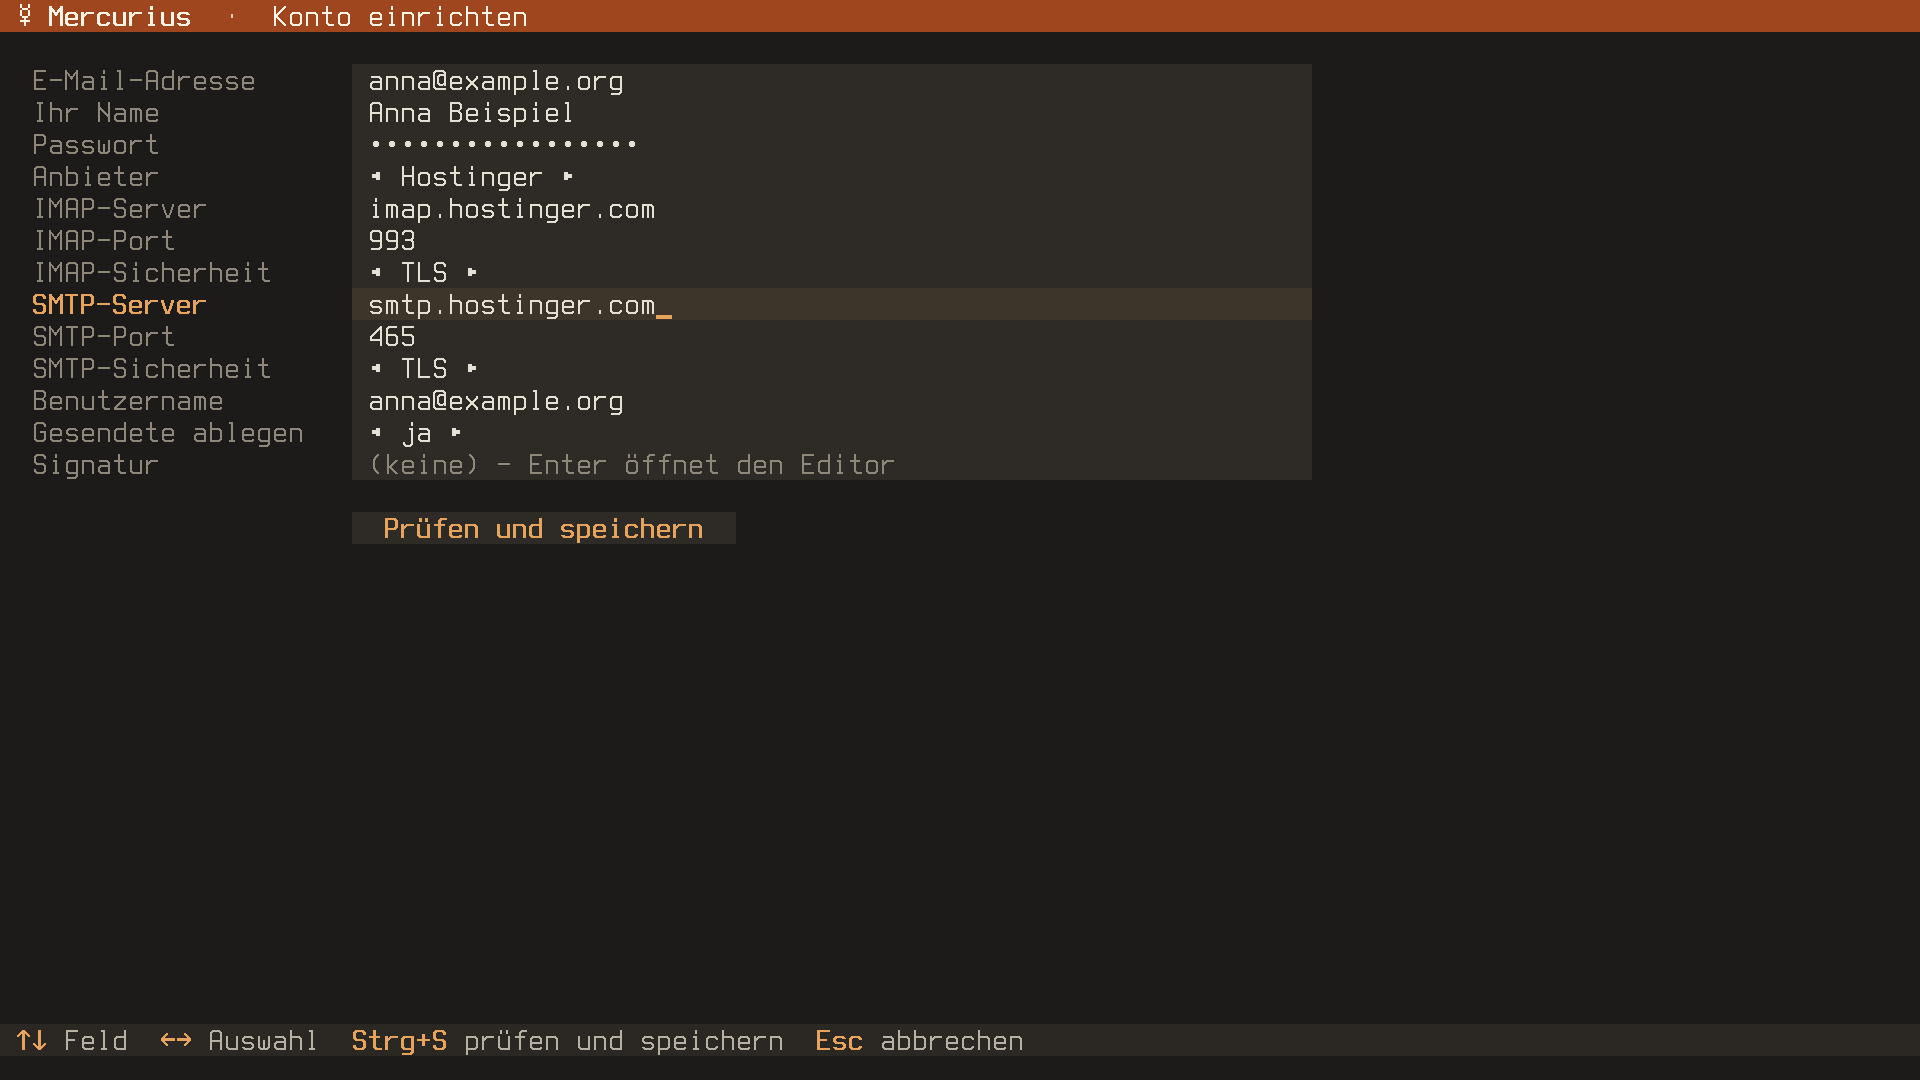 ☿ Mercurius · Konto einrichten
E-Mail-Adresse anna@example.org
Ihr Name Anna Beispiel
Passwort •••••••••••••••••
Anbieter ◂ Hostinger ▸
IMAP-Server imap.hostinger.com
IMAP-Port 993
IMAP-Sicherheit ◂ TLS ▸
SMTP-Server smtp.hostinger.com_
SMTP-Port 465
SMTP-Sicherheit ◂ TLS ▸
Benutzername anna@example.org
Gesendete ablegen ◂ ja ▸
Signatur (keine) – Enter öffnet den Editor
Prüfen und speichern
↑↓ Feld ←→ Auswahl Strg+S prüfen und speichern Esc abbrechen